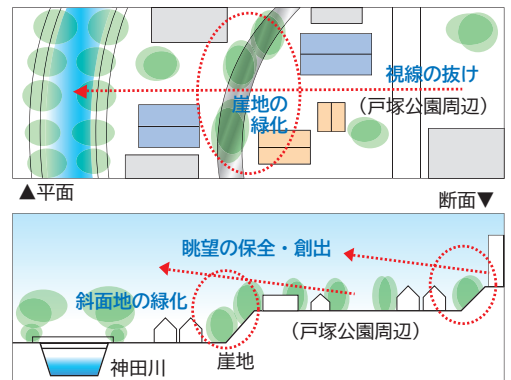 視線の抜け
（戸塚公園周辺）
崖地の
緑化
▲平面
断面▼
眺望の保全・創出
斜面地の緑化
（戸塚公園周辺）
神田川
崖地